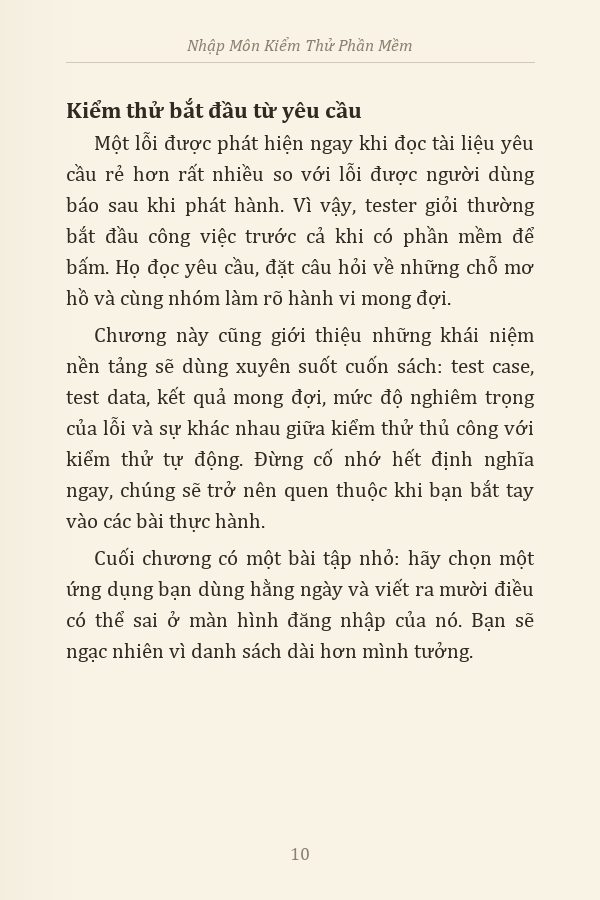 Nhập Môn Kiểm Thử Phần Mềm
Kiểm thử bắt đầu từ yêu cầu
Một lỗi được phát hiện ngay khi đọc tài liệu yêu
cầu rẻ hơn rất nhiều so với lỗi được người dùng
báo sau khi phát hành. Vì vậy, tester giỏi thường
bắt đầu công việc trước cả khi có phần mềm để
bấm. Họ đọc yêu cầu, đặt câu hỏi về những chỗ mơ
hồ và cùng nhóm làm rõ hành vi mong đợi.
Chương này cũng giới thiệu những khái niệm
nền tảng sẽ dùng xuyên suốt cuốn sách: test case,
test data, kết quả mong đợi, mức độ nghiêm trọng
của lỗi và sự khác nhau giữa kiểm thử thủ công với
kiểm thử tự động. Đừng cố nhớ hết định nghĩa
ngay, chúng sẽ trở nên quen thuộc khi bạn bắt tay
vào các bài thực hành.
Cuối chương có một bài tập nhỏ: hãy chọn một
ứng dụng bạn dùng hằng ngày và viết ra mười điều
có thể sai ở màn hình đăng nhập của nó. Bạn sẽ
ngạc nhiên vì danh sách dài hơn mình tưởng.
10